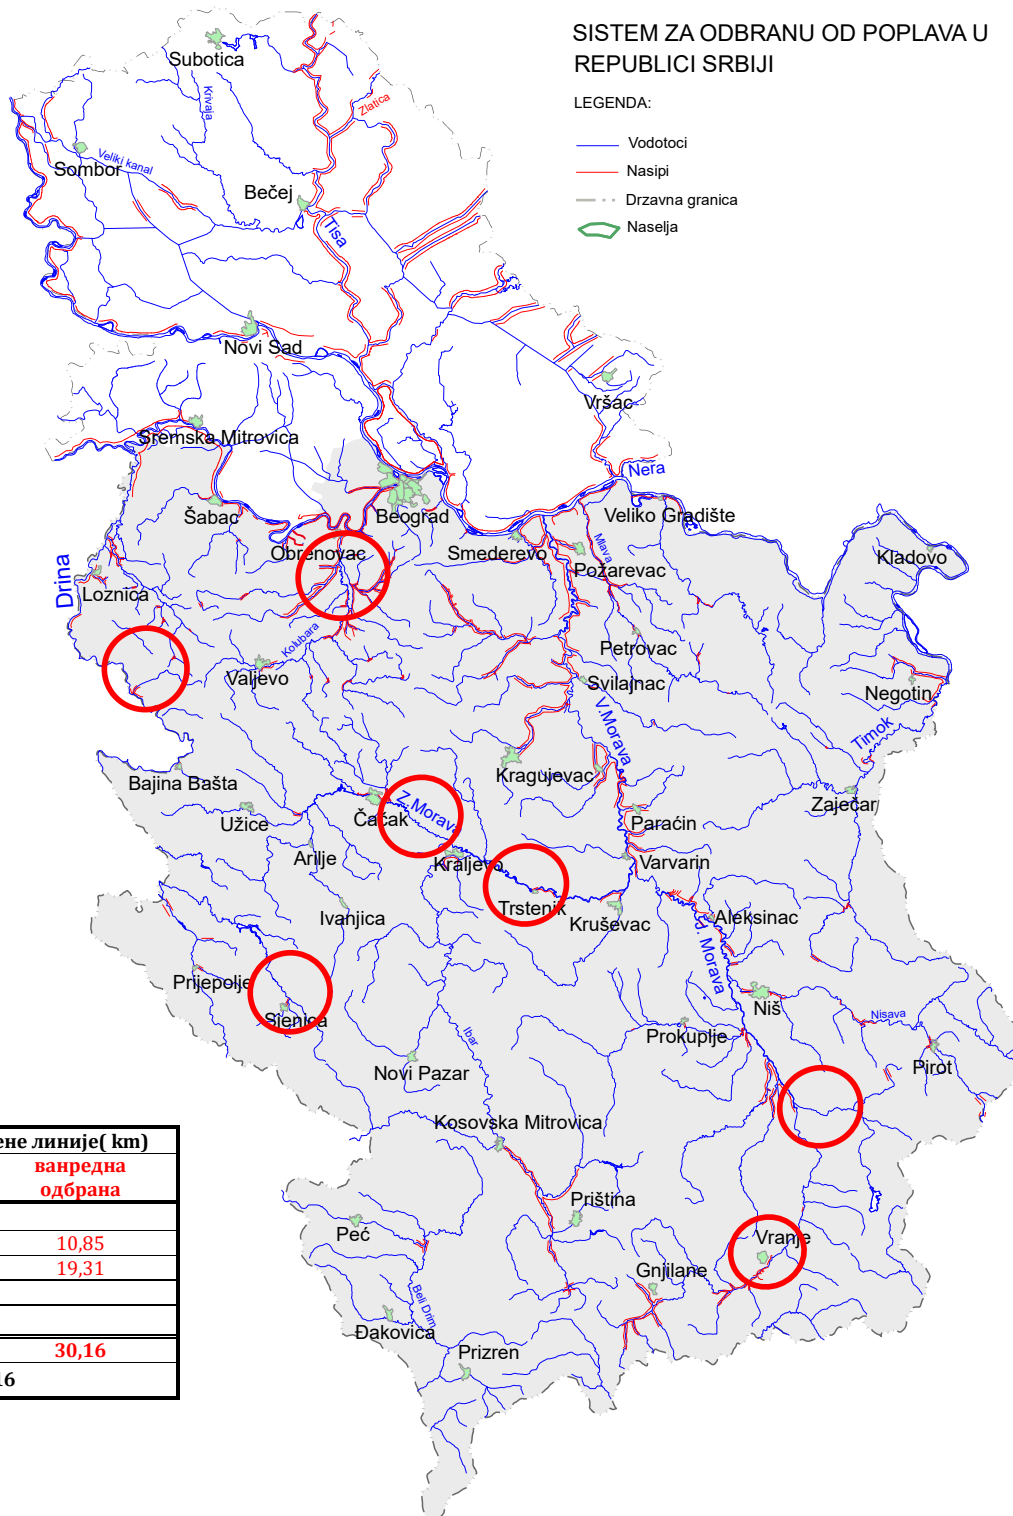 SISTEM ZA ODBRANU OD POPLAVA U
REPUBLICI SRBIJI
LEGENDA:
Vodotoci
Nasipi
Drzavna granica
Naselja
Subotica
Krivaja
Zlatica
Sombor
Veliki kanal
Bečej
Tisa
Novi Sad
Vršac
Sremska Mitrovica
Nera
Šabac
Beograd
Veliko Gradište
Obrenovac
Smederevo
Mlava
Kladovo
Požarevac
Drina
Loznica
Kolubara
Petrovac
Valjevo
Svilajnac
Negotin
V.Morava
Timok
Bajina Bašta
Kragujevac
Z.Morava
Zaječar
Užice
Čačak
Paraćin
Arilje
Kraljevo
Varvarin
Ivanjica
Trstenik
Kruševac
Aleksinac
J. Morava
Prijepolje
Sjenica
Niš
Nisava
Ibar
Prokuplje
Pirot
Novi Pazar
Kosovska Mitrovica
Priština
Peć
Vranje
Gnjilane
Beli Drim
Đakovica
Prizren
ене линије( km)
ванредна
одбрана
10,85
19,31
30,16
16